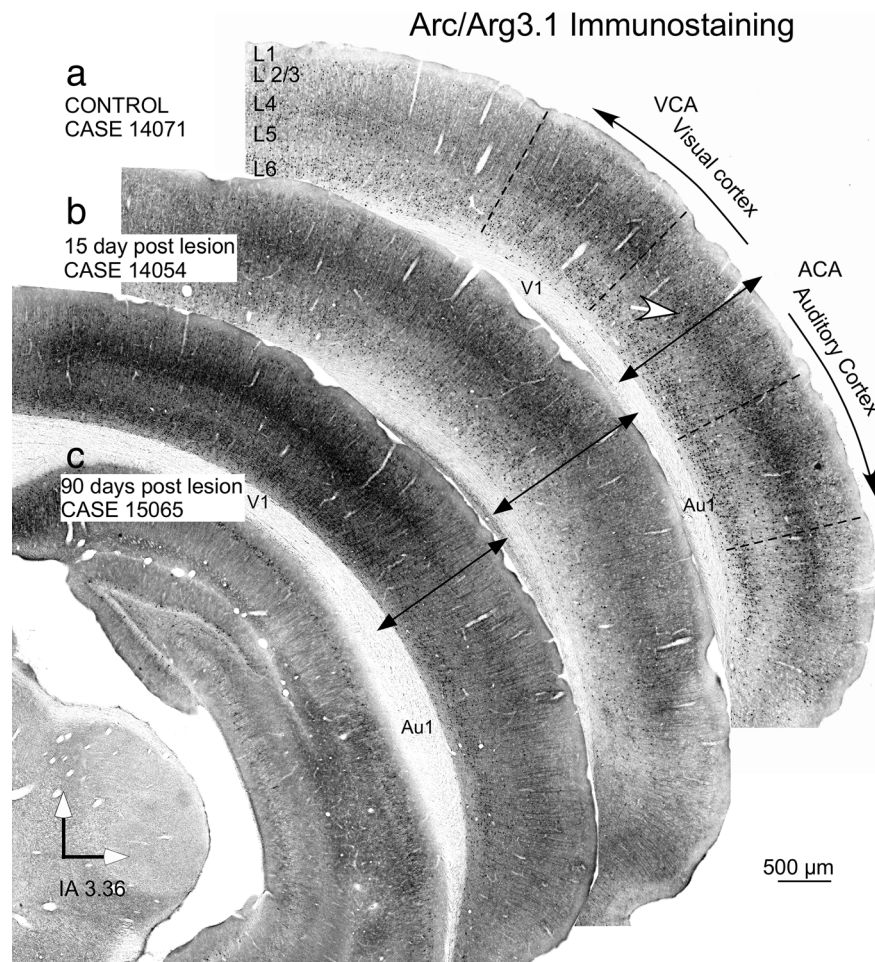 Arc/Arg3.1 Immunostaining
a
CONTROL
CASE 14071
L1
L 2/3
L4
L5
L6
VCA
Visual cortex
ACA
Auditory Cortex
b
15 day post lesion
CASE 14054
V1
Au1
c
90 days post lesion
CASE 15065
V1
Au1
IA 3.36
500 µm